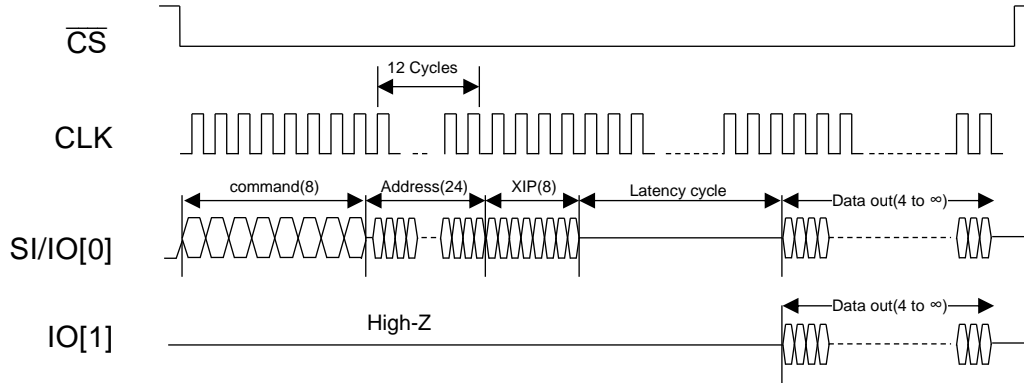 CS
12 Cycles
CLK
command(8) Address(24) XIP(8) Latency cycle Data out(4 to ∞)
SI/IO[0]
Data out(4 to ∞)
High-Z
IO[1]